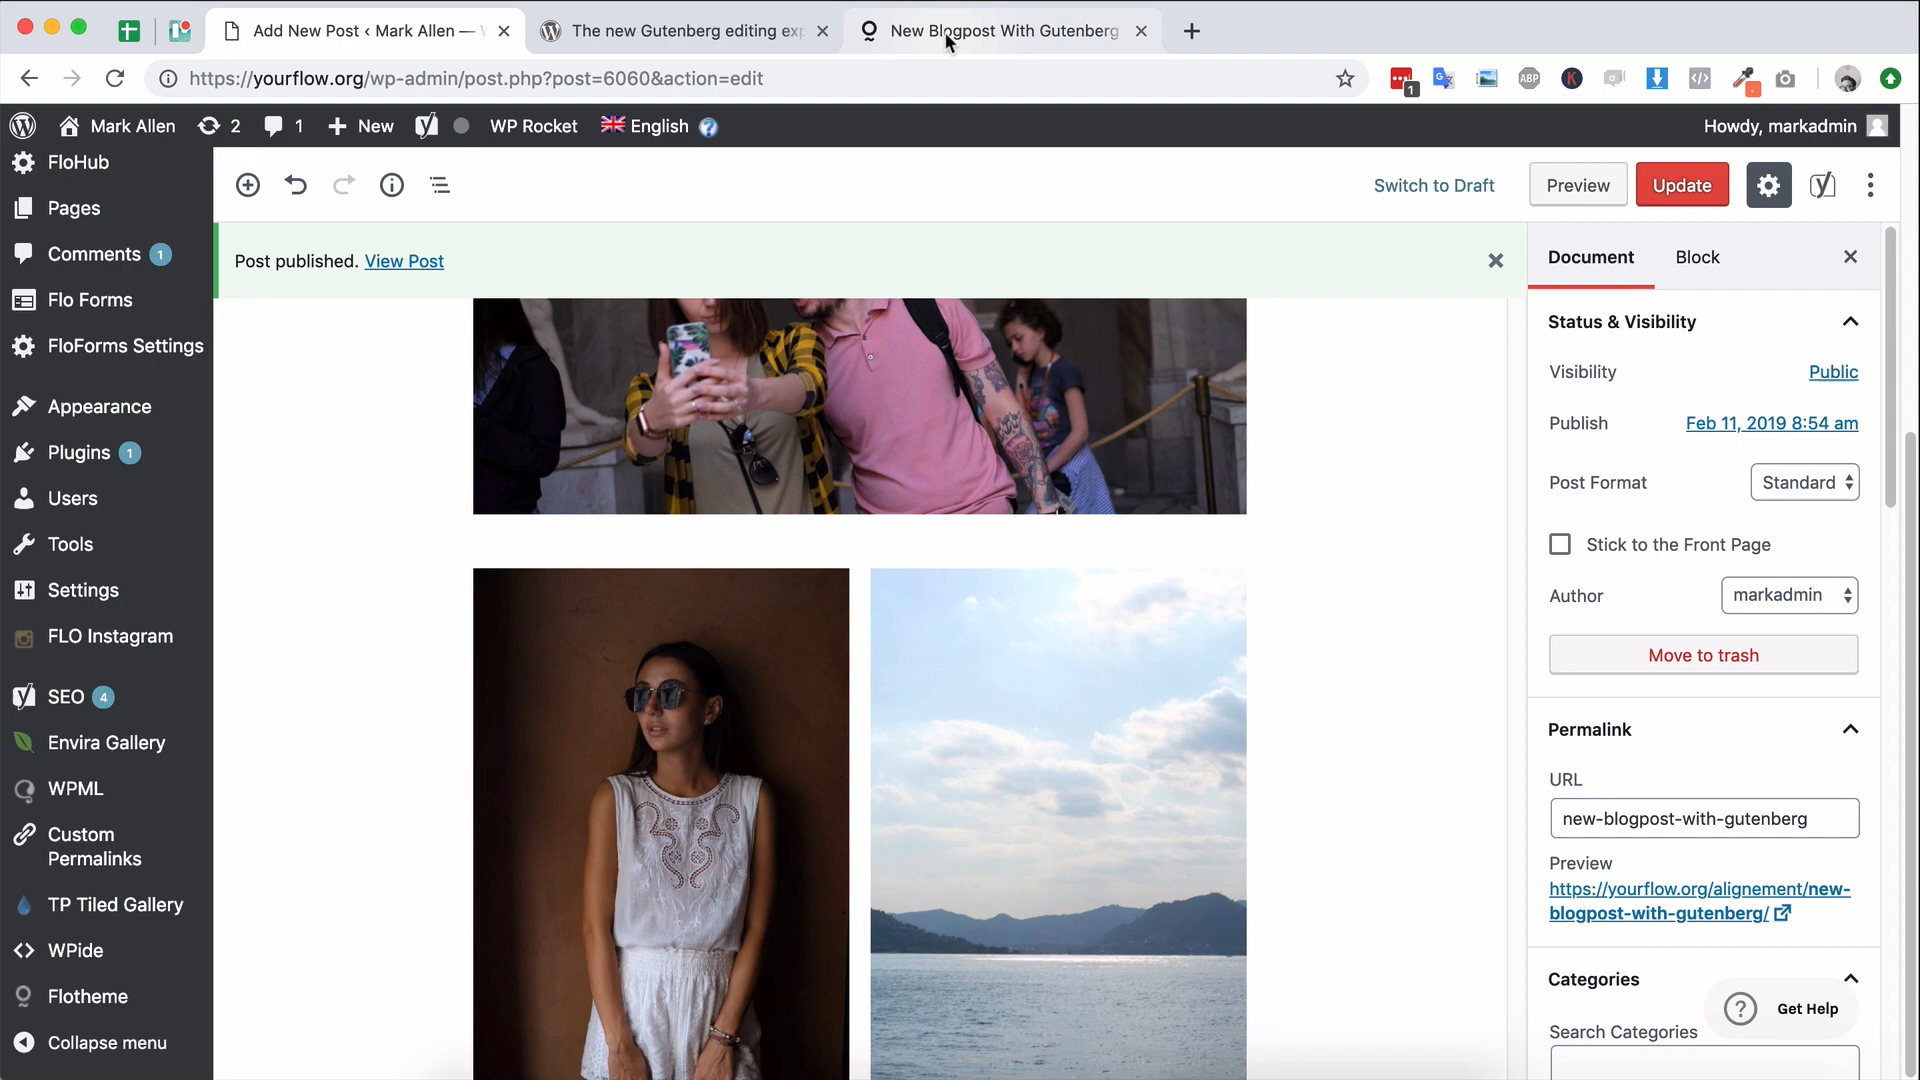 Add New Post ‹ Mark Allen — W
The new Gutenberg editing exp
New Blogpost With Gutenberg
https://yourflow.org/wp-admin/post.php?post=6060&action=edit
ABP
K
1
Mark Allen
2
1
New
WP Rocket
English
?
Howdy, markadmin
FloHub
Pages
Comments 1
Flo Forms
FloForms Settings
Appearance
Plugins 1
Users
Tools
Settings
FLO Instagram
SEO 4
Envira Gallery
WPML
Custom
Permalinks
TP Tiled Gallery
WPide
Flotheme
Collapse menu
Switch to Draft
Preview
Update
Post published. View Post
Document
Block
Status & Visibility
Visibility
Public
Publish
Feb 11, 2019 8:54 am
Post Format
Standard
Stick to the Front Page
Author
markadmin
Move to trash
Permalink
URL
new-blogpost-with-gutenberg
Preview
https://yourflow.org/alignement/new-
blogpost-with-gutenberg/
Categories
? Get Help
Search Categories